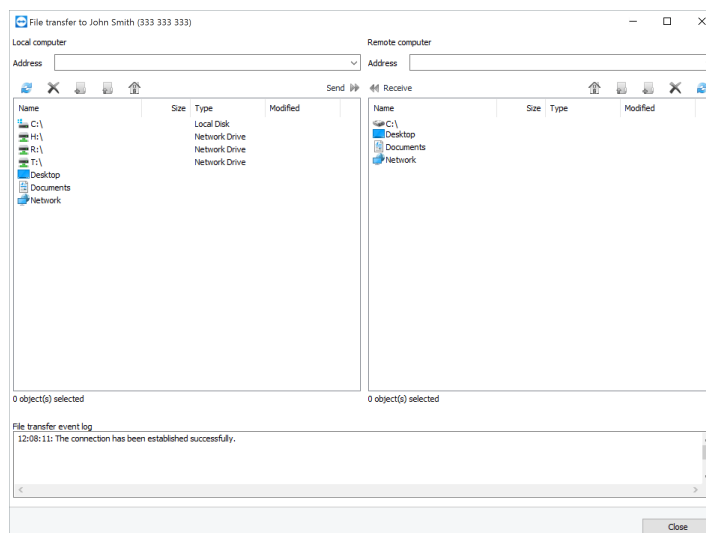 File transfer to John Smith (333 333 333)
Local computer
Remote computer
Address
Address
Send
Receive
Name Size Type Modified
C:\ Local Disk
H:\ Network Drive
R:\ Network Drive
T:\ Network Drive
Desktop
Documents
Network
Name Size Type Modified
C:\
Desktop
Documents
Network
0 object(s) selected
0 object(s) selected
File transfer event log
12:08:11: The connection has been established successfully.
Close